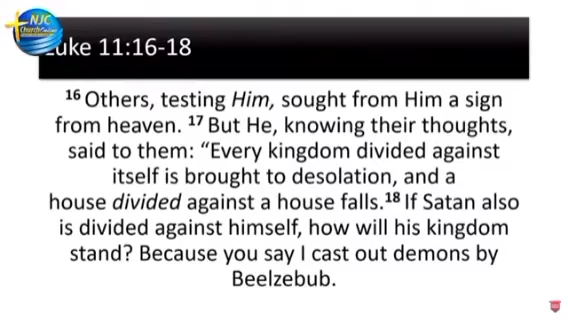 NJC
Church Online
Luke 11:16-18
16 Others, testing Him, sought from Him a sign
from heaven. 17 But He, knowing their thoughts,
said to them: “Every kingdom divided against
itself is brought to desolation, and a
house divided against a house falls.18 If Satan also
is divided against himself, how will his kingdom
stand? Because you say I cast out demons by
Beelzebub.